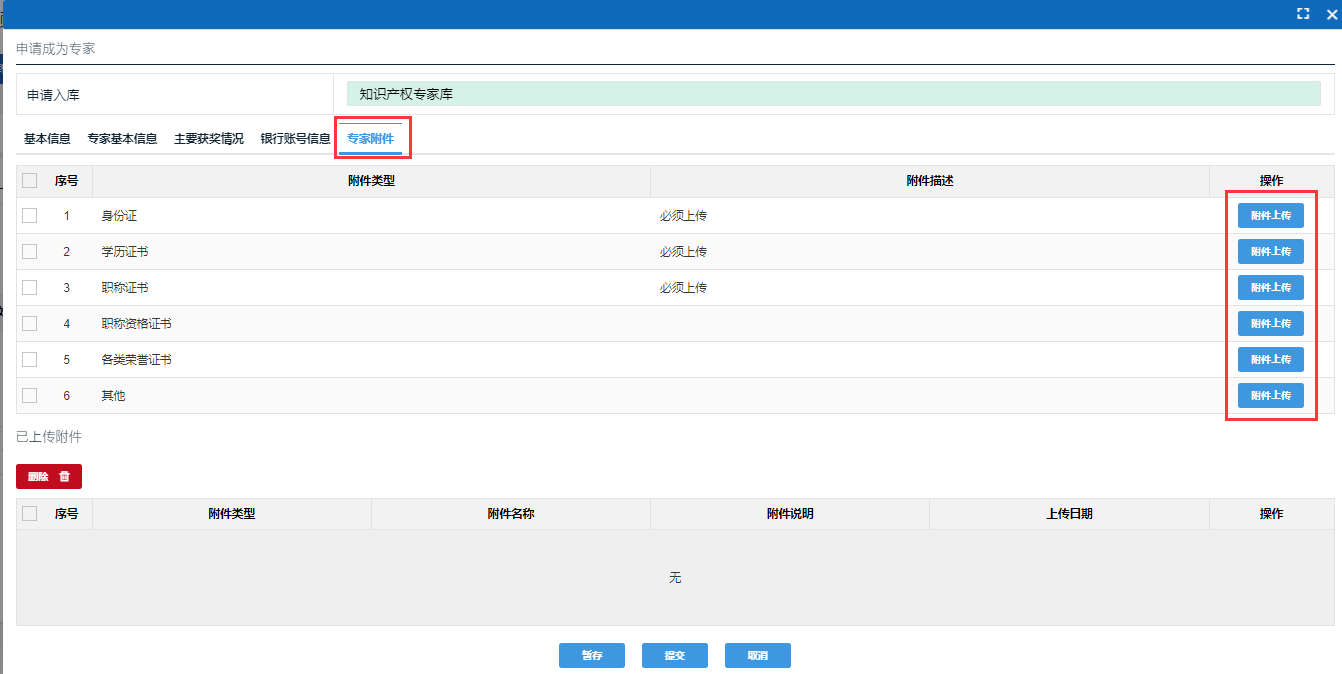 申请成为专家
申请入库 知识产权专家库
基本信息 专家基本信息 主要获奖情况 银行账号信息 专家附件
序号 附件类型 附件描述 操作
1 身份证 必须上传 附件上传
2 学历证书 必须上传 附件上传
3 职称证书 必须上传 附件上传
4 职称资格证书 附件上传
5 各类荣誉证书 附件上传
6 其他 附件上传
已上传附件
删除
序号 附件类型 附件名称 附件说明 上传日期 操作
无
暂存 提交 取消